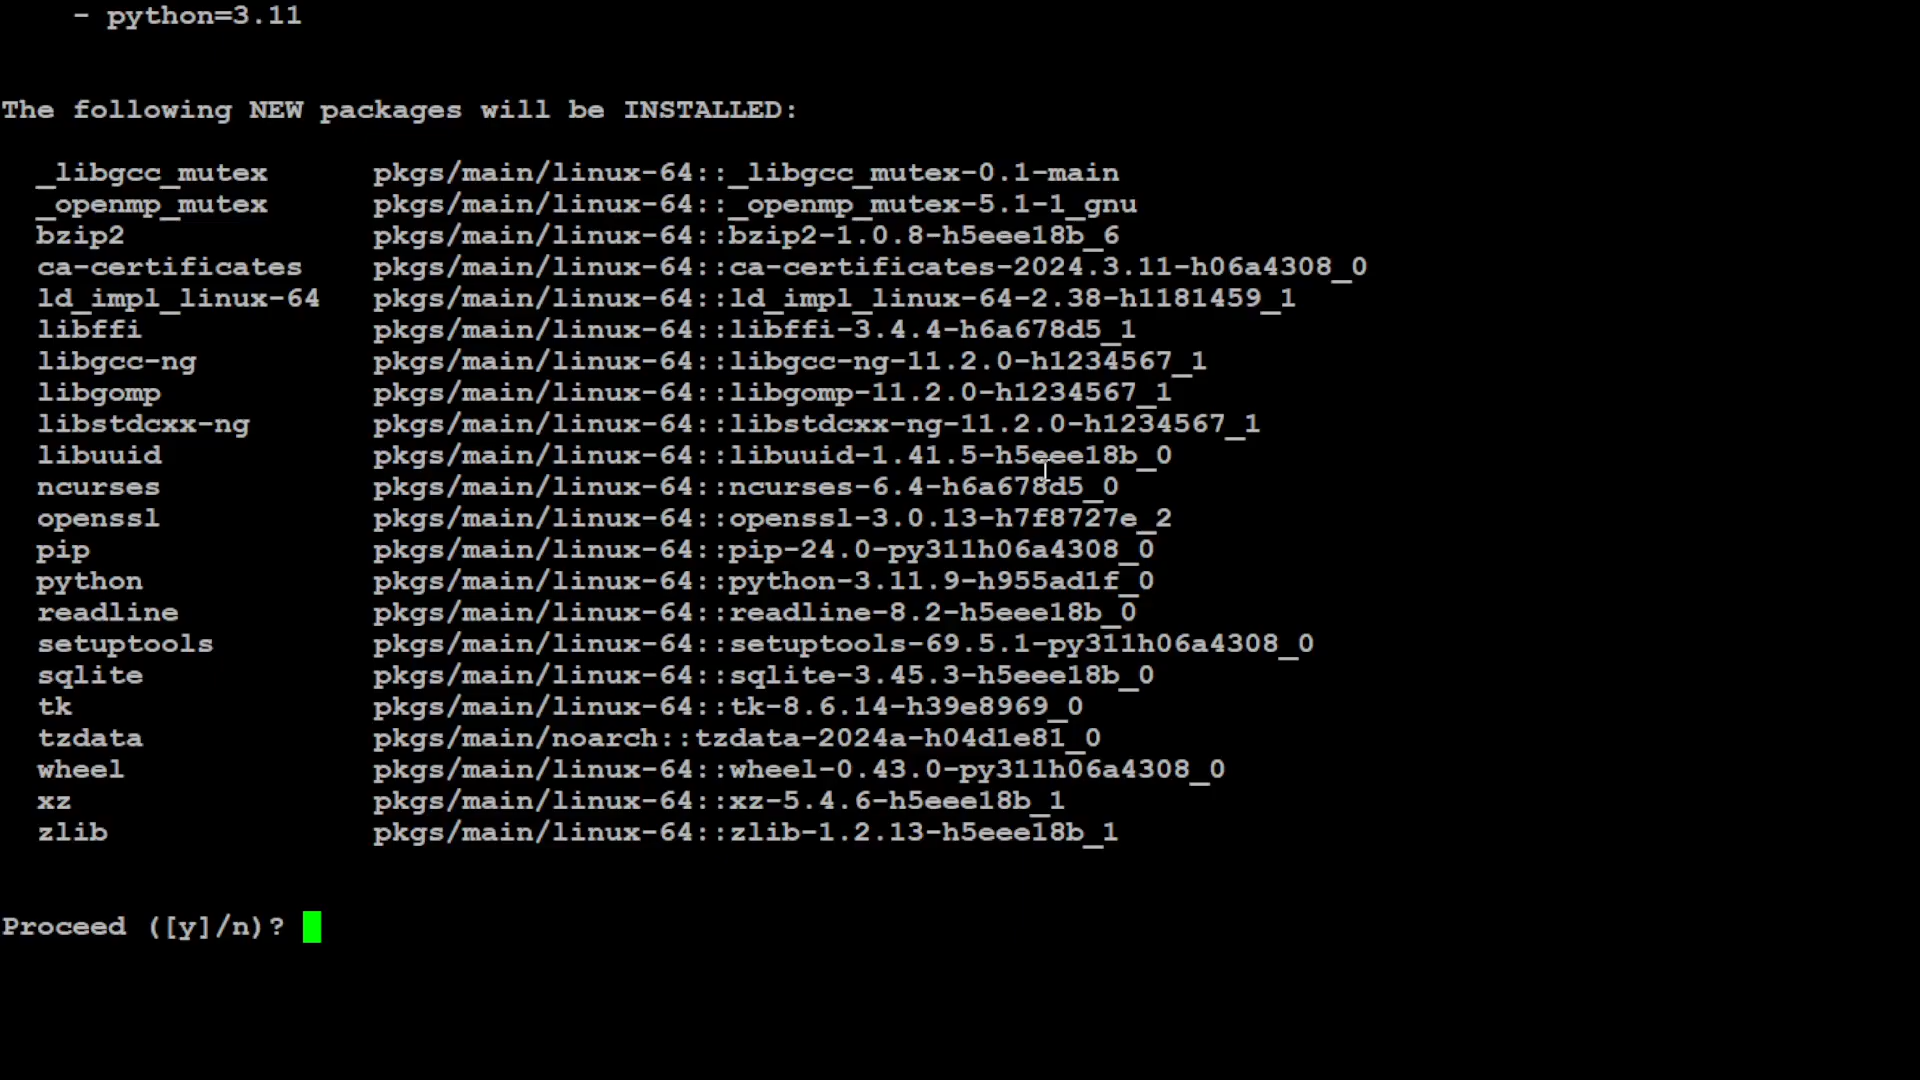 - python=3.11
The following NEW packages will be INSTALLED:
_libgcc_mutex pkgs/main/linux-64::_libgcc_mutex-0.1-main
_openmp_mutex pkgs/main/linux-64::_openmp_mutex-5.1-1_gnu
bzip2 pkgs/main/linux-64::bzip2-1.0.8-h5eee18b_6
ca-certificates pkgs/main/linux-64::ca-certificates-2024.3.11-h06a4308_0
ld_impl_linux-64 pkgs/main/linux-64::ld_impl_linux-64-2.38-h1181459_1
libffi pkgs/main/linux-64::libffi-3.4.4-h6a678d5_1
libgcc-ng pkgs/main/linux-64::libgcc-ng-11.2.0-h1234567_1
libgomp pkgs/main/linux-64::libgomp-11.2.0-h1234567_1
libstdcxx-ng pkgs/main/linux-64::libstdcxx-ng-11.2.0-h1234567_1
libuuid pkgs/main/linux-64::libuuid-1.41.5-h5eee18b_0
ncurses pkgs/main/linux-64::ncurses-6.4-h6a678d5_0
openssl pkgs/main/linux-64::openssl-3.0.13-h7f8727e_2
pip pkgs/main/linux-64::pip-24.0-py311h06a4308_0
python pkgs/main/linux-64::python-3.11.9-h955ad1f_0
readline pkgs/main/linux-64::readline-8.2-h5eee18b_0
setuptools pkgs/main/linux-64::setuptools-69.5.1-py311h06a4308_0
sqlite pkgs/main/linux-64::sqlite-3.45.3-h5eee18b_0
tk pkgs/main/linux-64::tk-8.6.14-h39e8969_0
tzdata pkgs/main/noarch::tzdata-2024a-h04d1e81_0
wheel pkgs/main/linux-64::wheel-0.43.0-py311h06a4308_0
xz pkgs/main/linux-64::xz-5.4.6-h5eee18b_1
zlib pkgs/main/linux-64::zlib-1.2.13-h5eee18b_1
Proceed ([y]/n)?